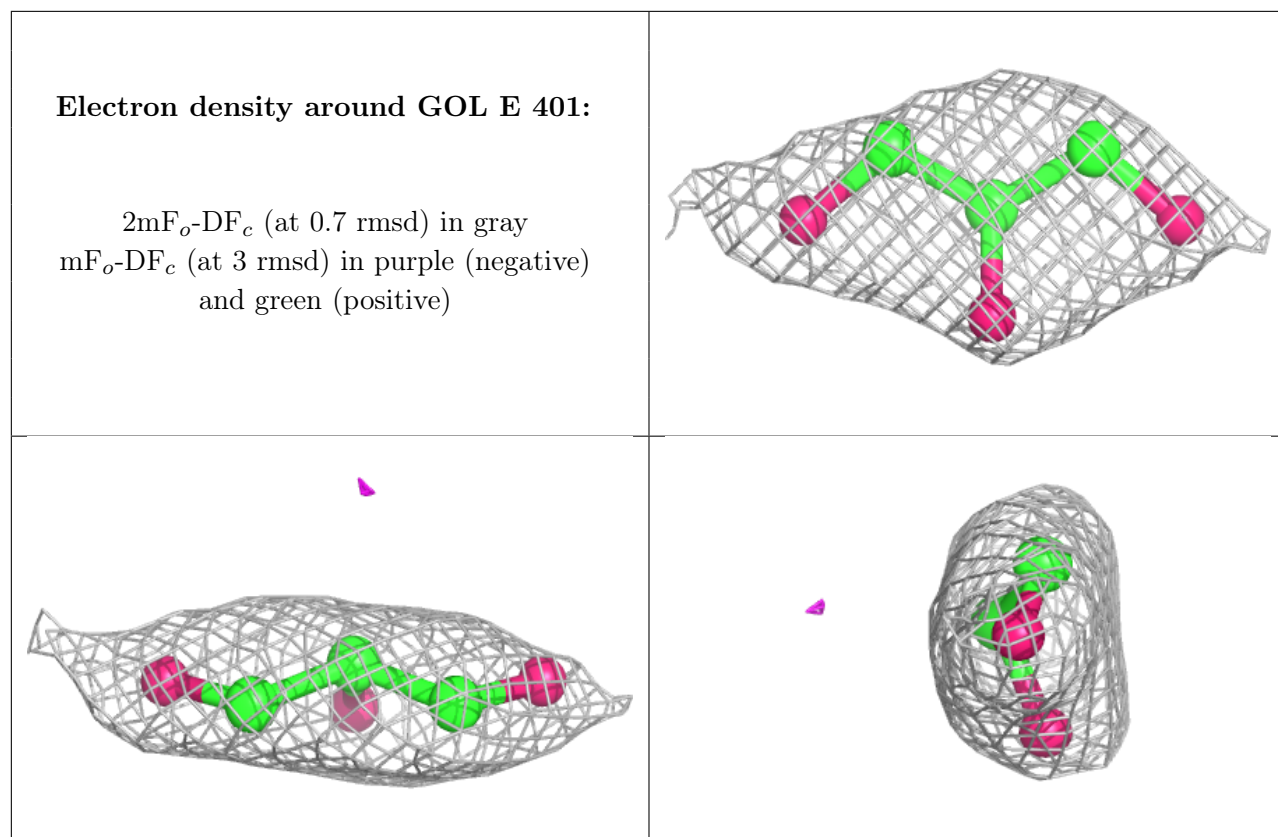 Electron density around GOL E 401:
2mFₒ-DF𝒸 (at 0.7 rmsd) in gray
mFₒ-DF𝒸 (at 3 rmsd) in purple (negative)
and green (positive)